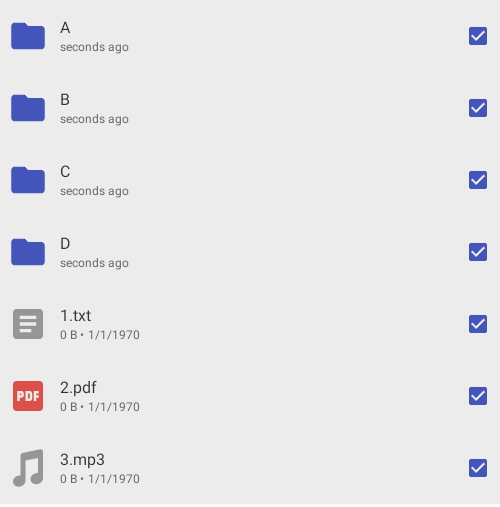 A
seconds ago
B
seconds ago
C
seconds ago
D
seconds ago
1.txt
0 B • 1/1/1970
PDF
2.pdf
0 B • 1/1/1970
3.mp3
0 B • 1/1/1970